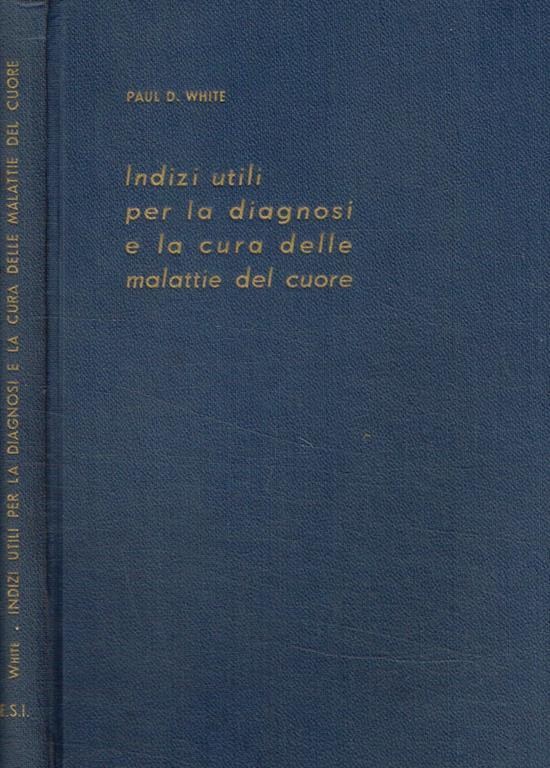 PAUL D. WHITE
Indizi utili
per la diagnosi
e la cura delle
malattie del cuore
WHITE • INDIZI UTILI PER LA DIAGNOSI E LA CURA DELLE MALATTIE DEL CUORE
E.S.I.